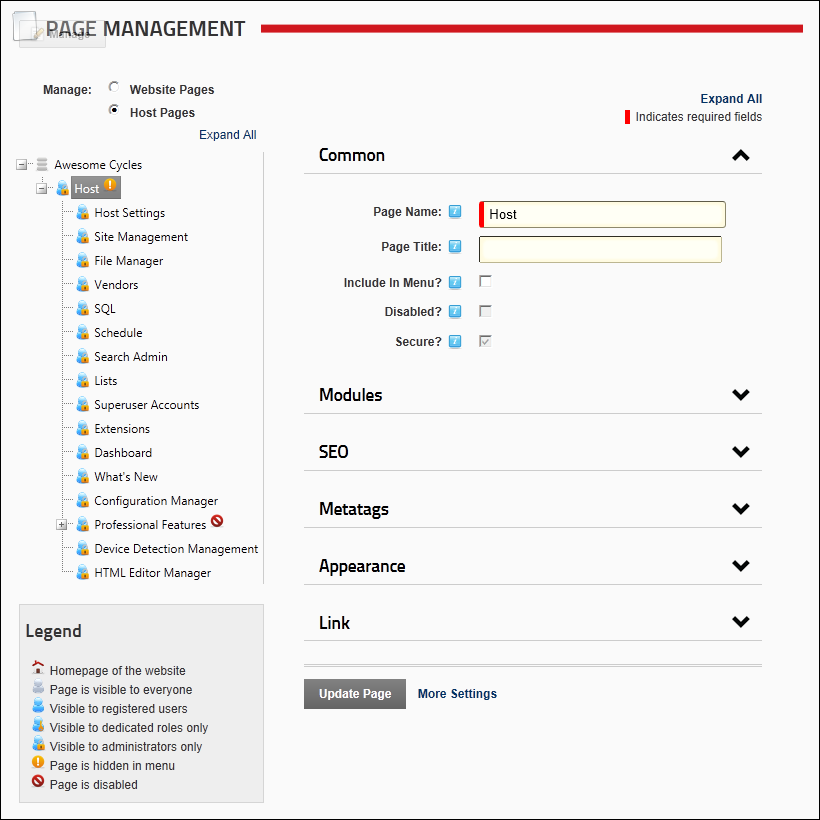 PAGE MANAGEMENT
Manage
Manage:
Website Pages
Host Pages
Expand All
Awesome Cycles
Host
Host Settings
Site Management
File Manager
Vendors
SQL
Schedule
Search Admin
Lists
Superuser Accounts
Extensions
Dashboard
What's New
Configuration Manager
Professional Features
Device Detection Management
HTML Editor Manager
Legend
Homepage of the website
Page is visible to everyone
Visible to registered users
Visible to dedicated roles only
Visible to administrators only
Page is hidden in menu
Page is disabled
Expand All
Indicates required fields
Common
Page Name: Host
Page Title:
Include In Menu?
Disabled?
Secure?
Modules
SEO
Metatags
Appearance
Link
Update Page More Settings